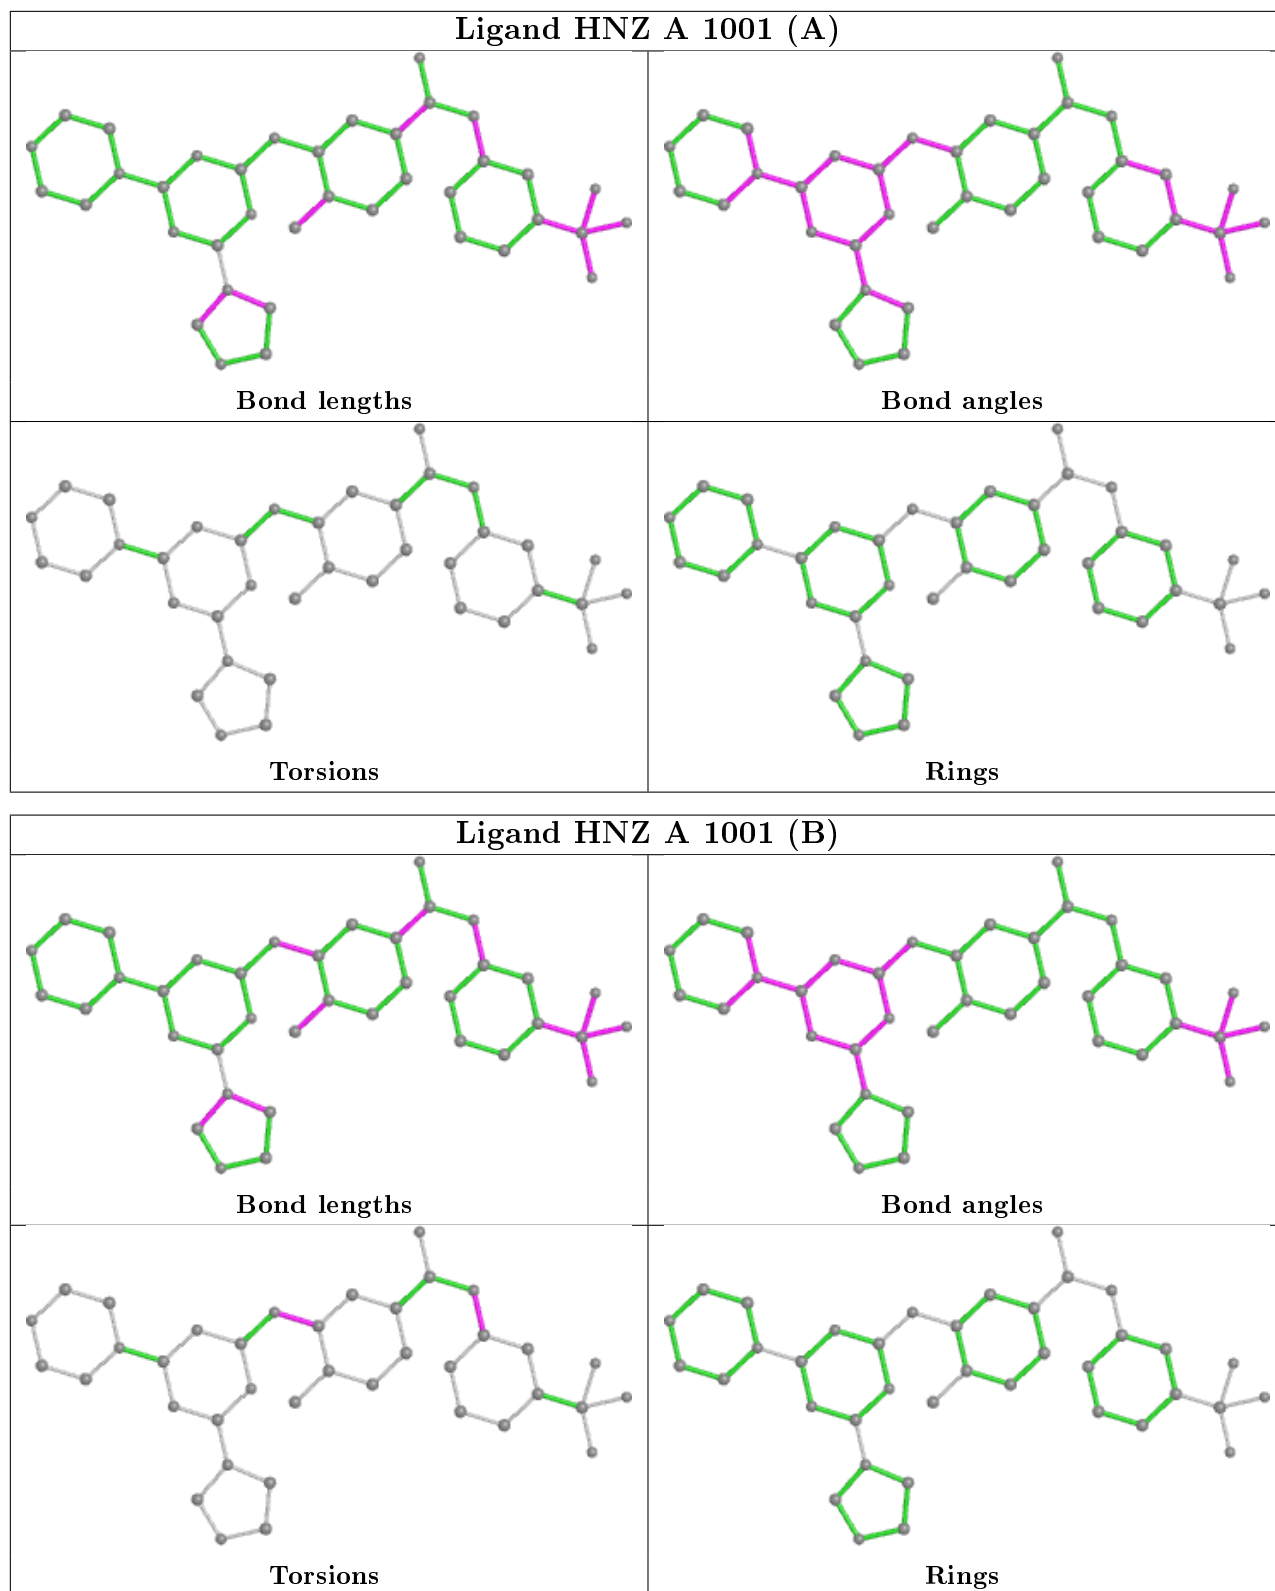 Ligand HNZ A 1001 (A)
Bond lengths
Bond angles
Torsions
Rings
Ligand HNZ A 1001 (B)
Bond lengths
Bond angles
Torsions
Rings